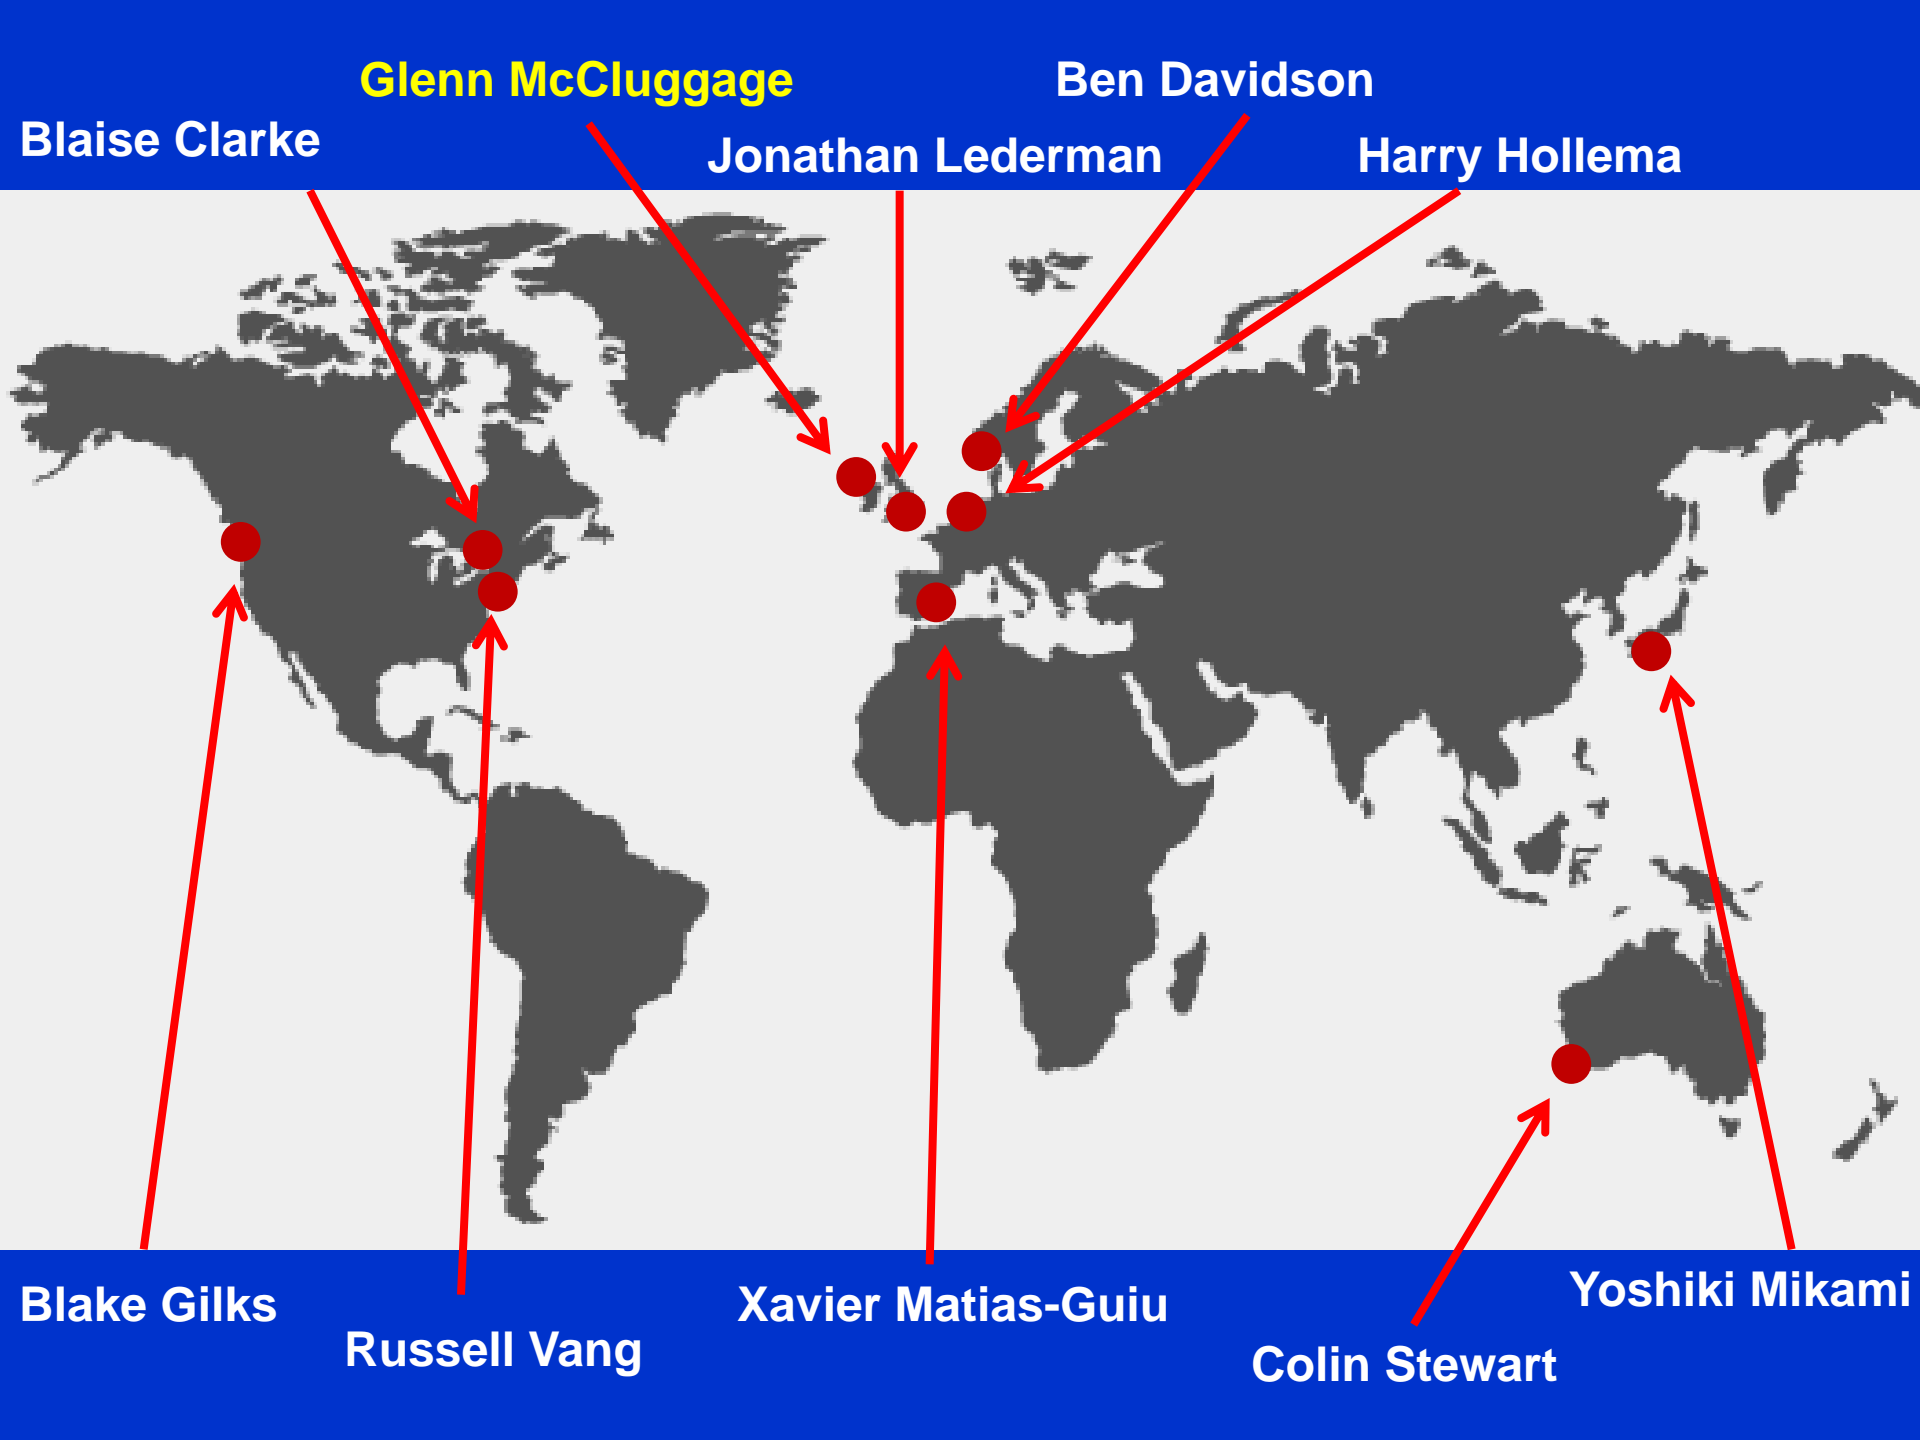 Glenn McCluggage
Ben Davidson
Blaise Clarke
Jonathan Lederman
Harry Hollema
Blake Gilks
Russell Vang
Xavier Matias-Guiu
Colin Stewart
Yoshiki Mikami